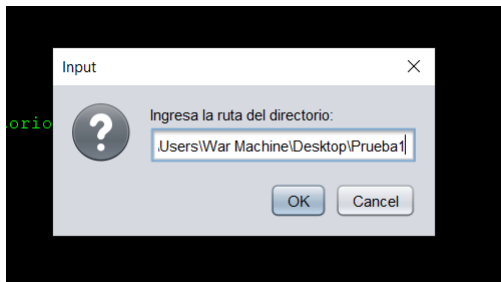 Input
orio
Ingresa la ruta del directorio:
\Users\War Machine\Desktop\Prueba1
OK
Cancel